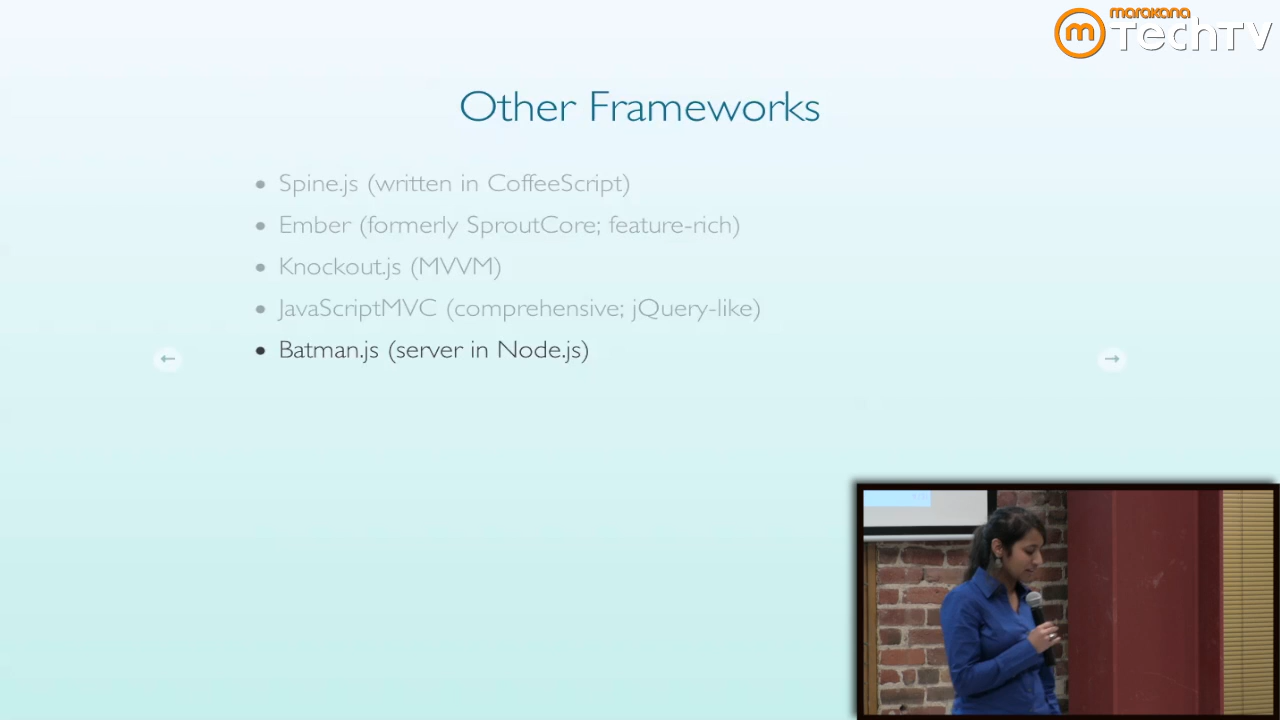 marakana
m TechTV
Other Frameworks
• Spine.js (written in CoffeeScript)
• Ember (formerly SproutCore; feature-rich)
• Knockout.js (MVVM)
• JavaScriptMVC (comprehensive; jQuery-like)
• Batman.js (server in Node.js)
← →